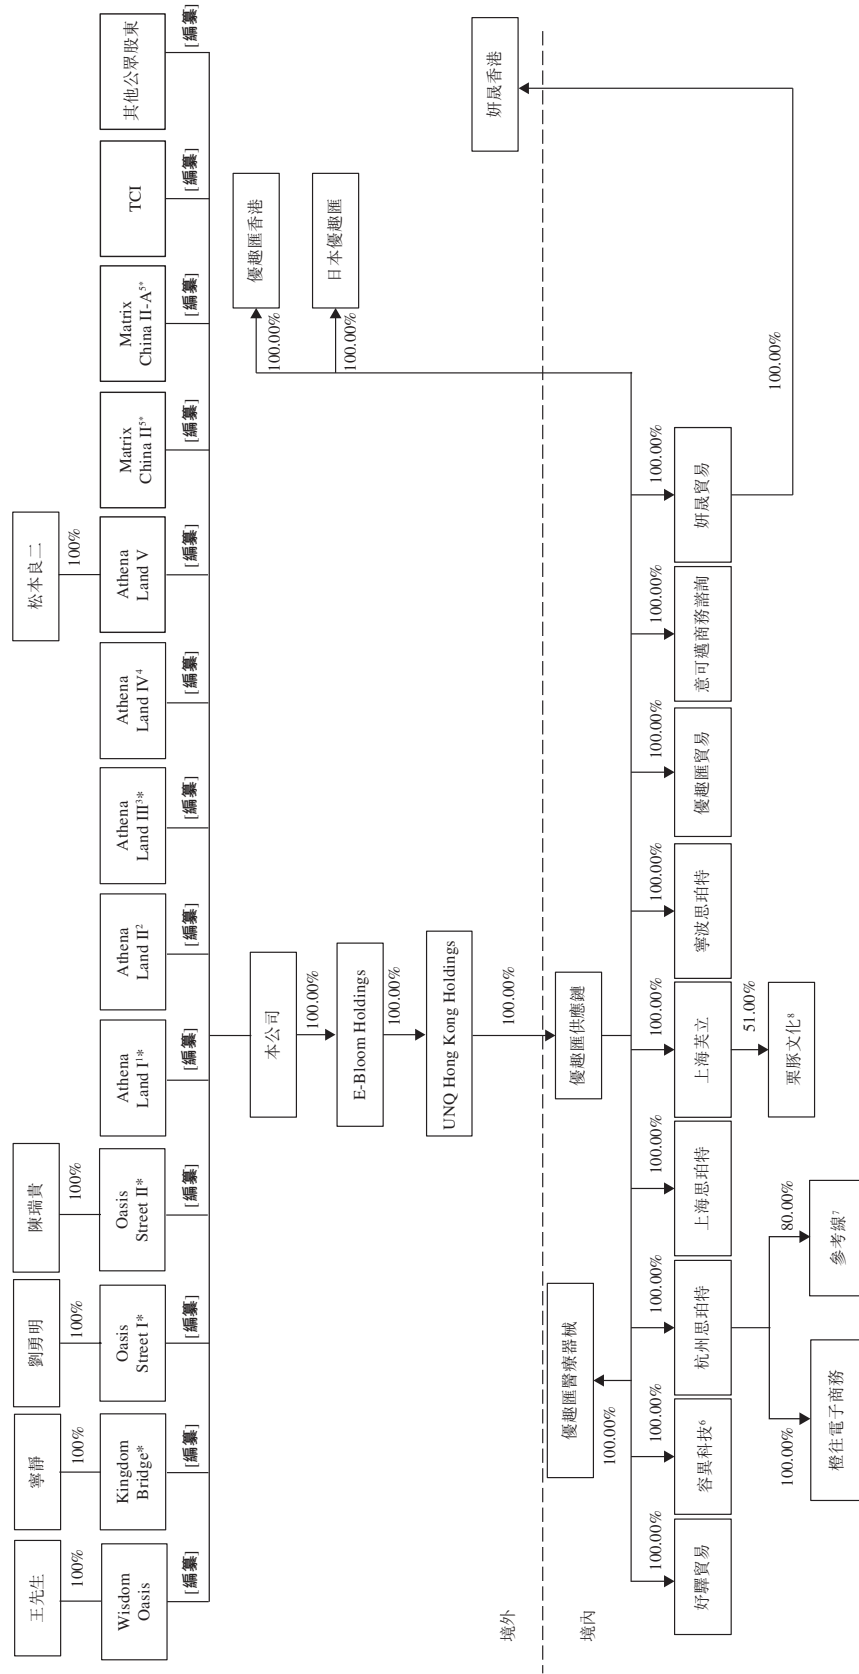 王先生
寧靜
劉勇明
陳瑞貴
松本良二
100%
100%
100%
100%
100%
Wisdom
Oasis
Kingdom
Bridge*
Oasis
Street I*
Oasis
Street II*
Athena
Land I¹*
Athena
Land II²
Athena
Land III³*
Athena
Land IV⁴
Athena
Land V
Matrix
China II⁵*
Matrix
China II-A⁵*
TCI
其他公眾股東
[編纂]
[編纂]
[編纂]
[編纂]
[編纂]
[編纂]
[編纂]
[編纂]
[編纂]
[編纂]
[編纂]
[編纂]
[編纂]
本公司
100.00%
E-Bloom Holdings
100.00%
UNQ Hong Kong Holdings
100.00%
優趣匯香港
100.00%
日本優趣匯
100.00%
妍晟香港
境外
境內
優趣匯醫療器械
100.00%
優趣匯供應鏈
100.00%
100.00%
100.00%
100.00%
100.00%
100.00%
100.00%
100.00%
100.00%
妤驛貿易
容異科技⁶
杭州思珀特
上海思珀特
上海芙立
寧波思珀特
優趣匯貿易
意可邁商務諮詢
妍晟貿易
100.00%
100.00%
80.00%
51.00%
橙往電子商務
參考線⁷
栗豚文化⁸